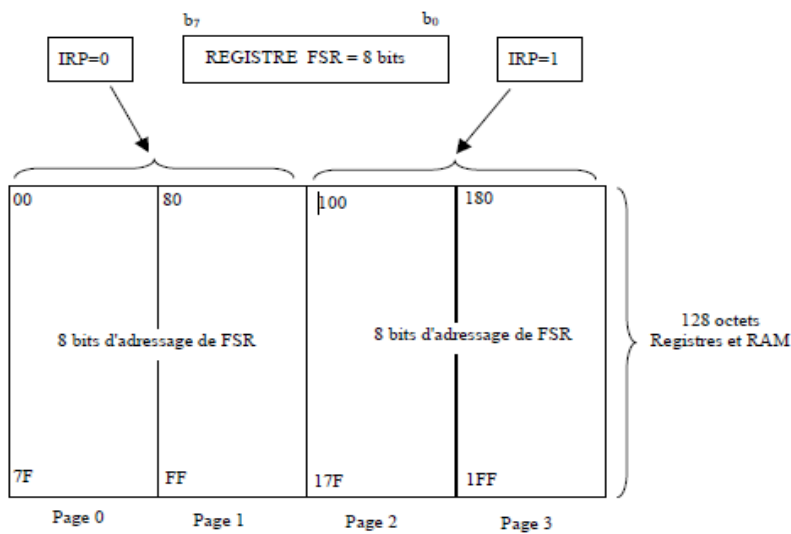 b7 b0
IRP=0
REGISTRE FSR = 8 bits
IRP=1
00
80
100
180
8 bits d'adressage de FSR
8 bits d'adressage de FSR
128 octets
Registres et RAM
7F
FF
17F
1FF
Page 0
Page 1
Page 2
Page 3